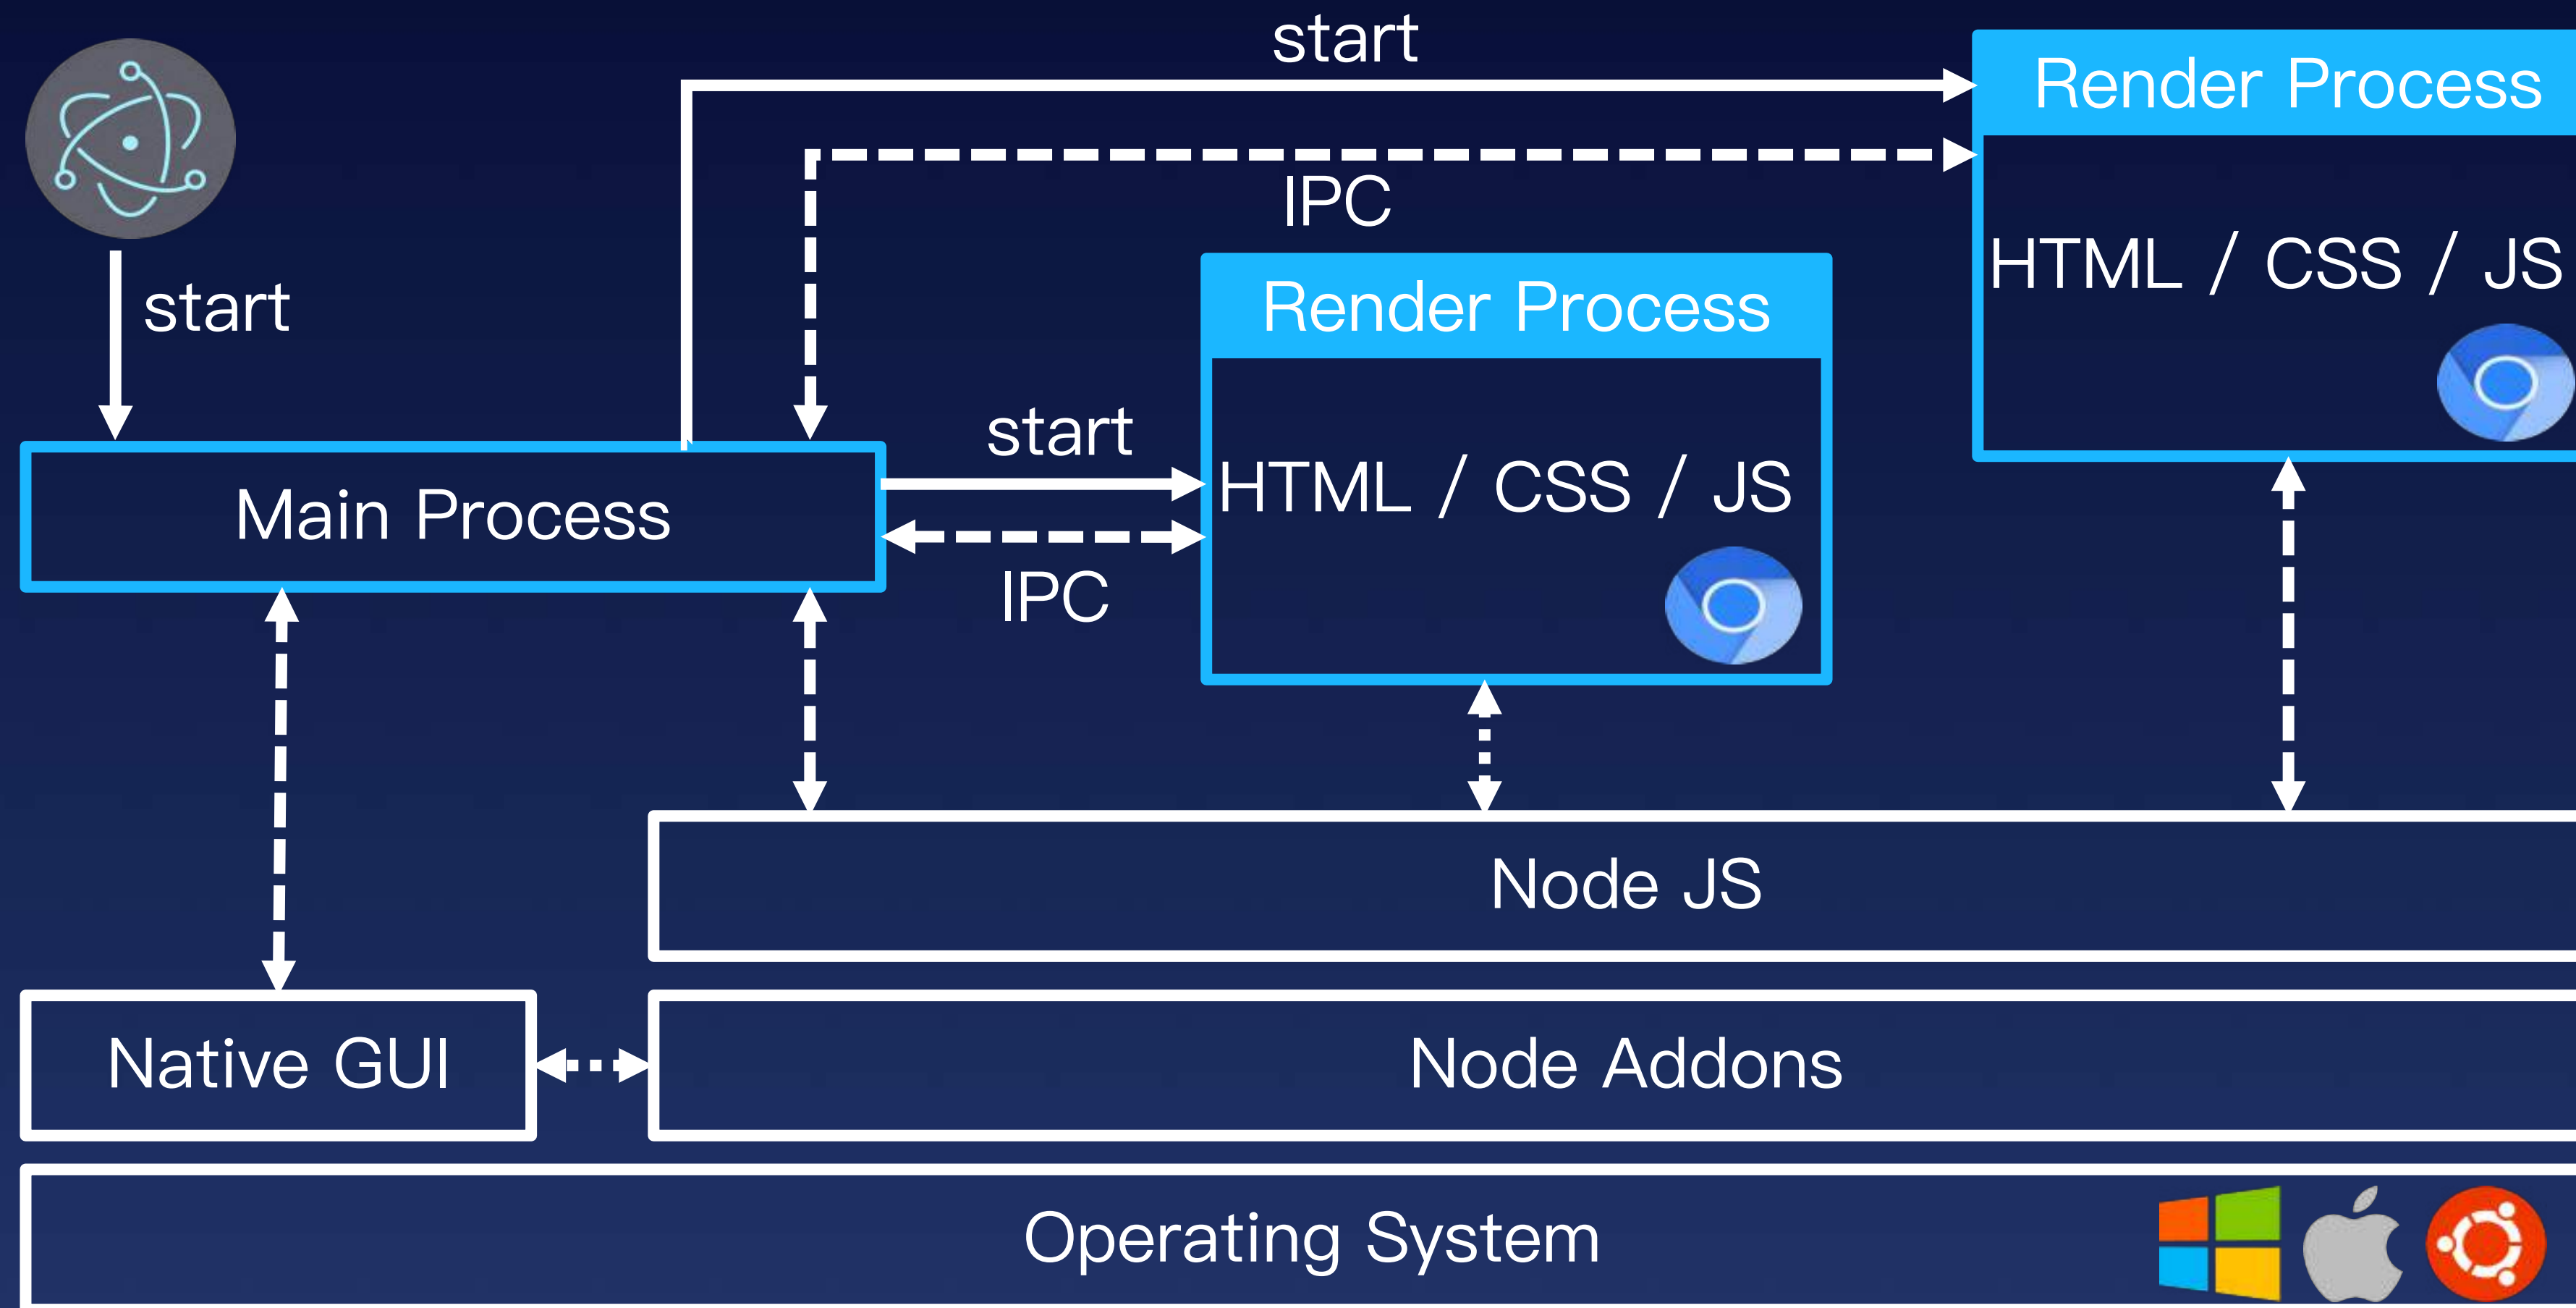 start
Render Process
IPC
HTML / CSS / JS
start
Render Process
start
HTML / CSS / JS
Main Process
IPC
Node JS
Native GUI
Node Addons
Operating System